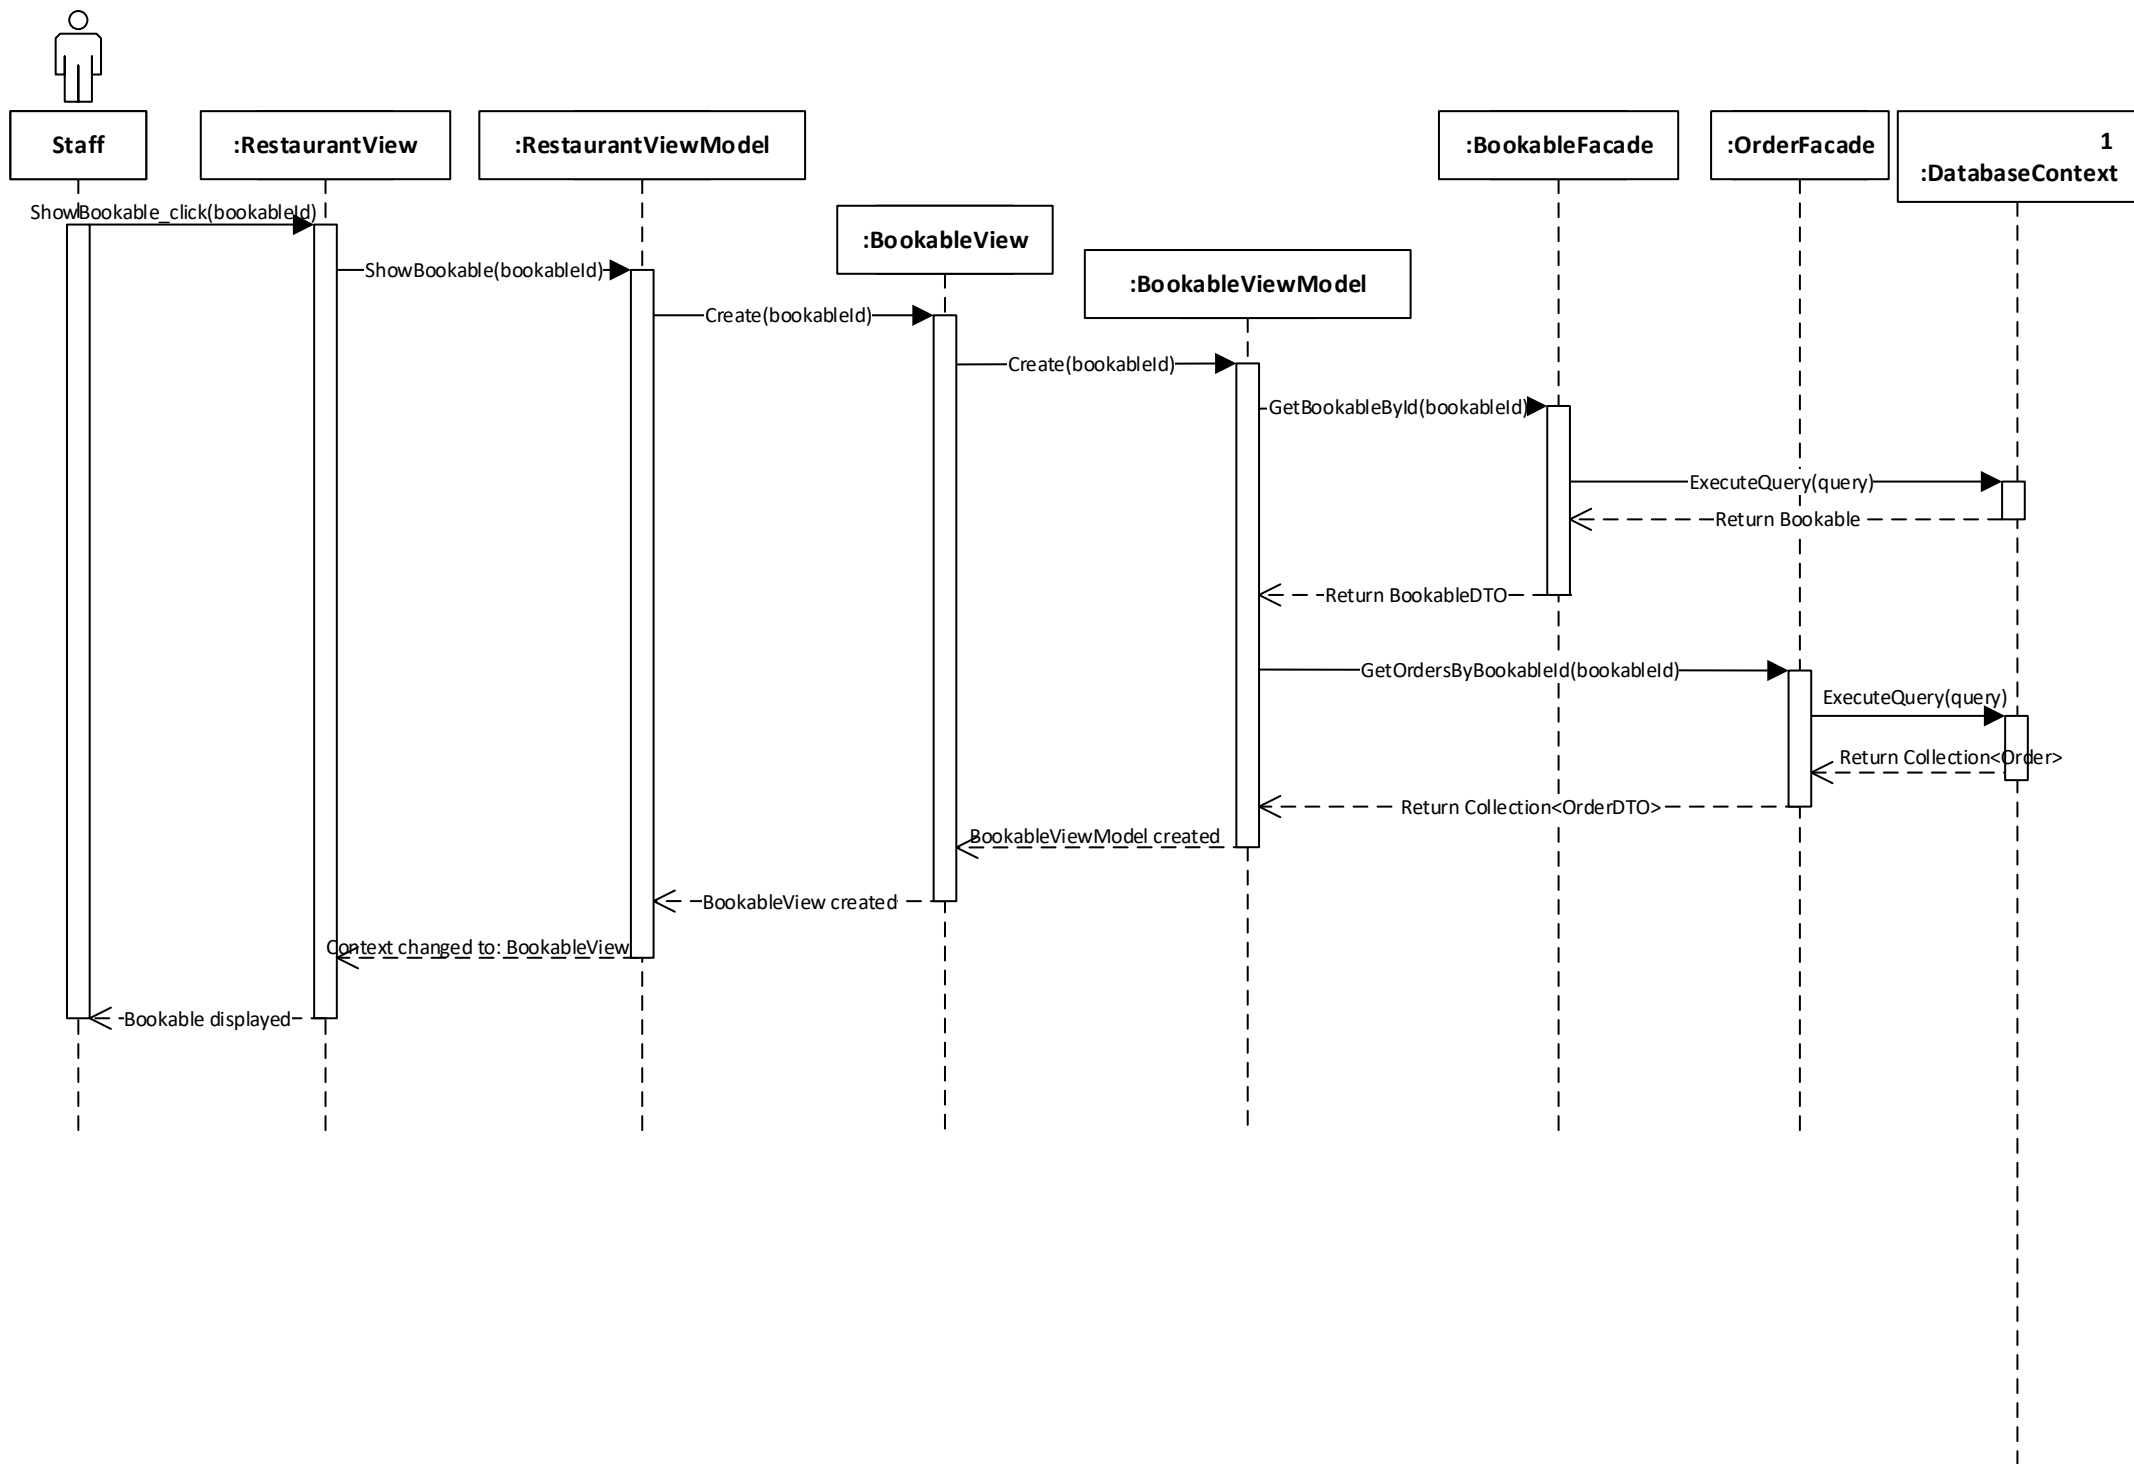 Staff
:RestaurantView
:RestaurantViewModel
:BookableFacade
:OrderFacade
1
:DatabaseContext
:BookableView
:BookableViewModel
ShowBookable_click(bookableId)
ShowBookable(bookableId)
Create(bookableId)
Create(bookableId)
GetBookableById(bookableId)
ExecuteQuery(query)
Return Bookable
Return BookableDTO
GetOrdersByBookableId(bookableId)
ExecuteQuery(query)
Return Collection<Order>
Return Collection<OrderDTO>
BookableViewModel created
BookableView created
Context changed to: BookableView
Bookable displayed